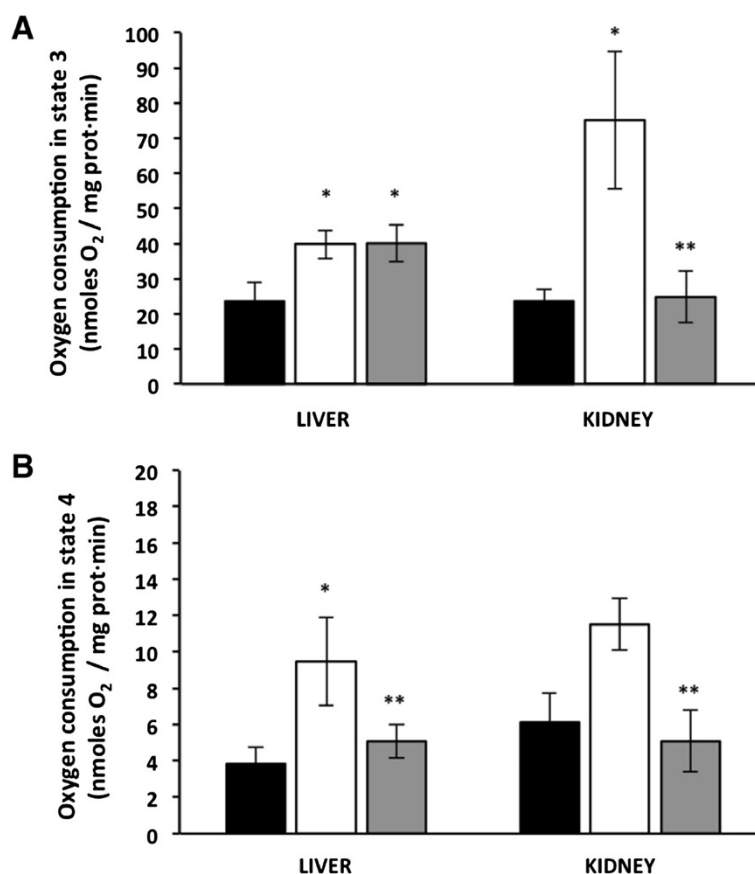 A
Oxygen consumption in state 3
(nmoles O₂ / mg prot·min)
100
90
80
70
60
50
40
30
20
10
0
*
*
*
**
LIVER
KIDNEY
B
Oxygen consumption in state 4
(nmoles O₂ / mg prot·min)
20
18
16
14
12
10
8
6
4
2
0
*
**
**
LIVER
KIDNEY